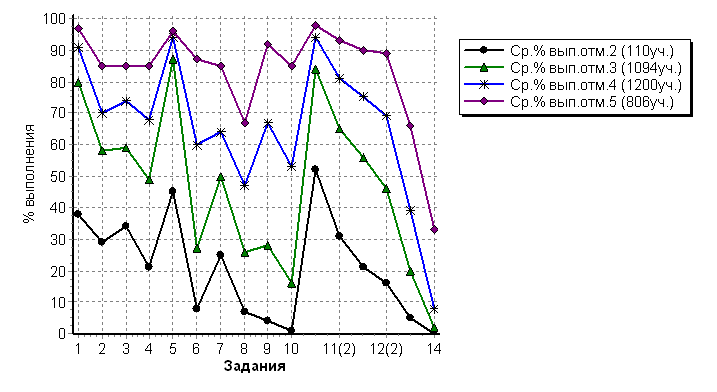 100
90
80
70
60
50
40
30
20
10
0
% выполнения
1 2 3 4 5 6 7 8 9 10 11(2) 12(2) 14
Задания
Ср.% вып.отм.2 (110уч.)
Ср.% вып.отм.3 (1094уч.)
Ср.% вып.отм.4 (1200уч.)
Ср.% вып.отм.5 (806уч.)